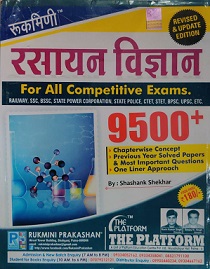 रूकमिणी™
REVISED
& UPDATE
EDITION
रसायन विज्ञान
For All Competitive Exams.
RAILWAY, SSC, BSSC, STATE POWER CORPORATION, STATE POLICE, CTET, STET, BPSC, UPSC, ETC.
9500+
Chapterwise Concept
Previous Year Solved Papers
& Most Important Questions
One Liner Approach
By : Shashank Shekhar
THE PLATFORM
RUKMINI PRAKASHAN®
THE PLATFORM